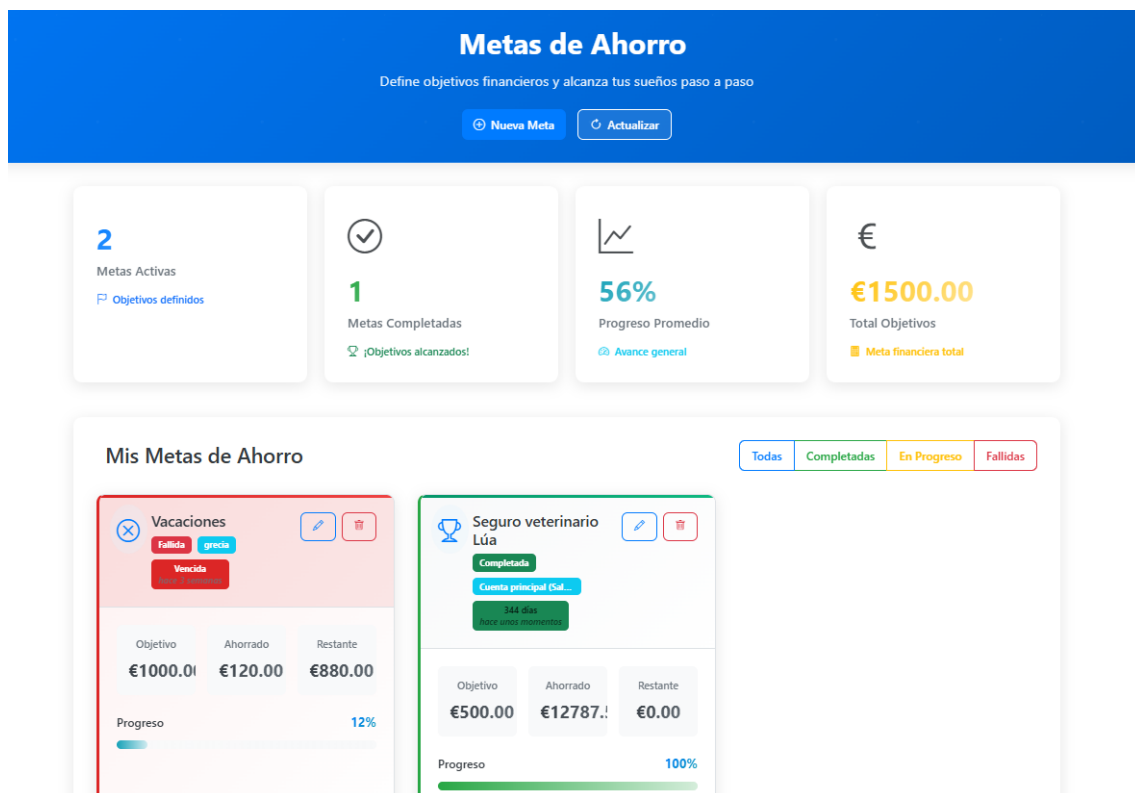 Metas de Ahorro
Define objetivos financieros y alcanza tus sueños paso a paso
Nueva Meta
Actualizar
2
Metas Activas
Objetivos definidos
1
Metas Completadas
¡Objetivos alcanzados!
56%
Progreso Promedio
Avance general
€
€1500.00
Total Objetivos
Meta financiera total
Mis Metas de Ahorro
Todas
Completadas
En Progreso
Fallidas
Vacaciones
Fallida
grecia
Vencida
hace 2 semanas
Objetivo
€1000.0
Ahorrado
€120.00
Restante
€880.00
Progreso
12%
Seguro veterinario
Lúa
Completada
Cuenta principal (Sal...
344 días
hace unos momentos
Objetivo
€500.00
Ahorrado
€12787.
Restante
€0.00
Progreso
100%